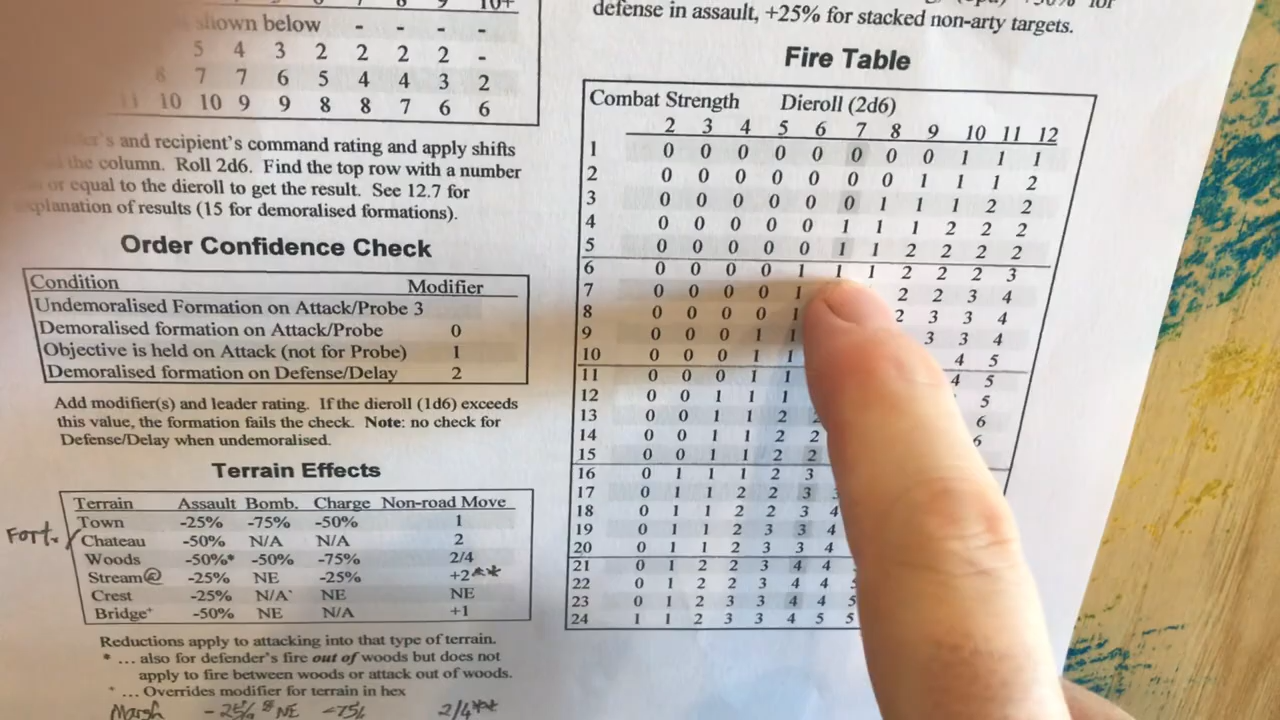 10+
shown below - - - -
5 4 3 2 2 2 2 -
8 7 7 6 5 4 4 3 2
11 10 10 9 9 8 8 7 6 6
and recipient's command rating and apply shifts
the column. Roll 2d6. Find the top row with a number
or equal to the dieroll to get the result. See 12.7 for
explanation of results (15 for demoralised formations).
Order Confidence Check
Condition Modifier
Undemoralised Formation on Attack/Probe 3
Demoralised formation on Attack/Probe 0
Objective is held on Attack (not for Probe) 1
Demoralised formation on Defense/Delay 2
Add modifier(s) and leader rating. If the dieroll (1d6) exceeds
this value, the formation fails the check. Note: no check for
Defense/Delay when undemoralised.
Terrain Effects
Terrain Assault Bomb. Charge Non-road Move
Town -25% -75% -50% 1
Fort. Chateau -50% N/A N/A 2
Woods -50%* -50% -75% 2/4
Stream@ -25% NE -25% +2**
Crest -25% N/A NE NE
Bridge+ -50% NE N/A +1
Reductions apply to attacking into that type of terrain.
* ... also for defender's fire out of woods but does not
apply to fire between woods or attack out of woods.
+ ... Overrides modifier for terrain in hex
Marsh -25% NE -75% 2/4**
for
defense in assault, +25% for stacked non-arty targets.
Fire Table
Combat Strength Dieroll (2d6)
2 3 4 5 6 7 8 9 10 11 12
1 0 0 0 0 0 0 0 0 1 1 1
2 0 0 0 0 0 0 0 1 1 1 2
3 0 0 0 0 0 0 1 1 1 2 2
4 0 0 0 0 0 1 1 1 2 2 2
5 0 0 0 0 0 1 1 2 2 2 2
6 0 0 0 0 1 1 1 2 2 2 3
7 0 0 0 0 1 2 2 3 4
8 0 0 0 0 1 2 3 3 4
9 0 0 0 1 1 3 3 4
10 0 0 0 1 1 4 5
11 0 0 0 1 1 4 5
12 0 0 1 1 1 5
13 0 0 1 1 2 2 6
14 0 0 1 1 2 2 6
15 0 0 1 1 2 2
16 0 1 1 1 2 3
17 0 1 1 2 2 3 3
18 0 1 1 2 2 3 4
19 0 1 1 2 3 3 4
20 0 1 1 2 3 3 4
21 0 1 2 2 3 4 4
22 0 1 2 2 3 4 4
23 0 1 2 3 3 4 4 5
24 1 1 2 3 3 4 5 5